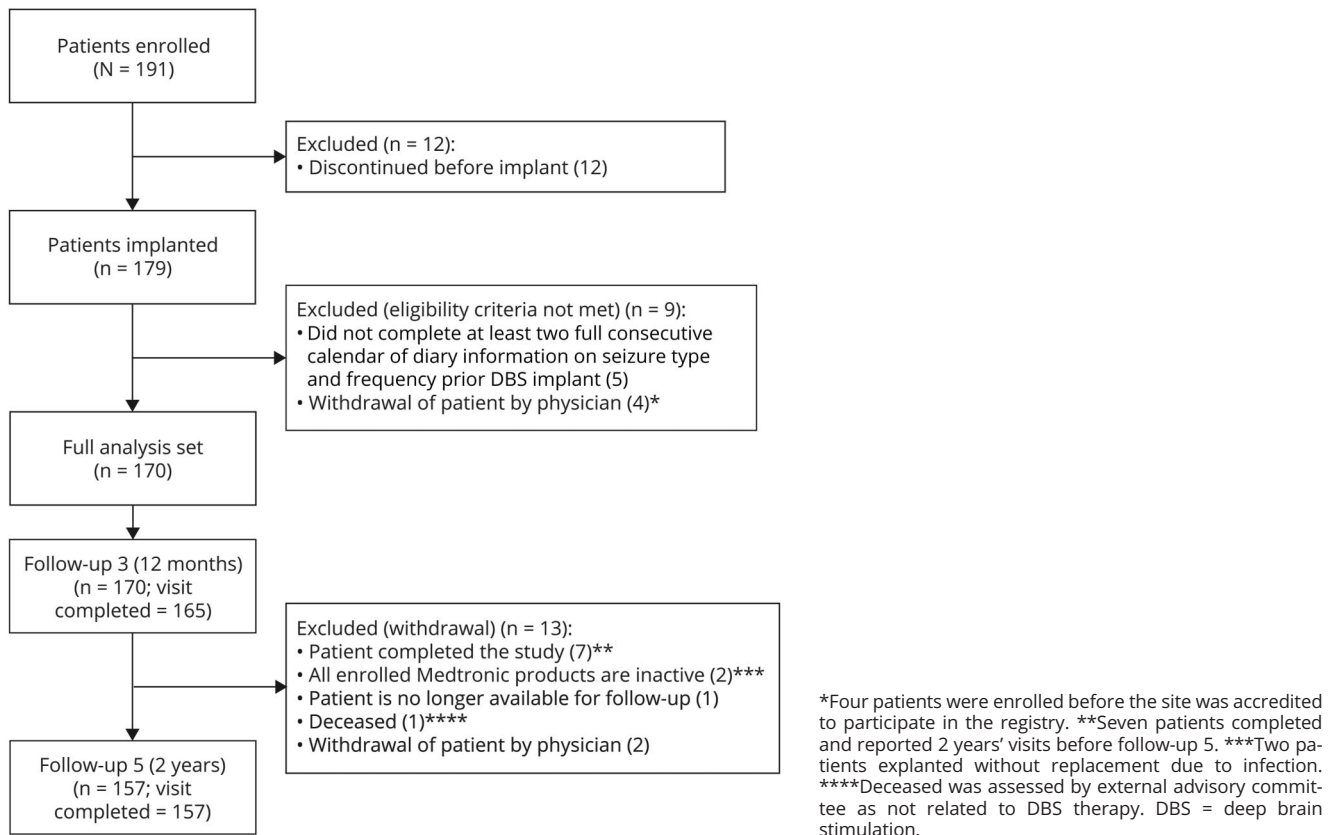 Patients enrolled
(N = 191)
Excluded (n = 12):
• Discontinued before implant (12)
Patients implanted
(n = 179)
Excluded (eligibility criteria not met) (n = 9):
• Did not complete at least two full consecutive
calendar of diary information on seizure type
and frequency prior DBS implant (5)
• Withdrawal of patient by physician (4)*
Full analysis set
(n = 170)
Follow-up 3 (12 months)
(n = 170; visit
completed = 165)
Excluded (withdrawal) (n = 13):
• Patient completed the study (7)**
• All enrolled Medtronic products are inactive (2)***
• Patient is no longer available for follow-up (1)
• Deceased (1)****
• Withdrawal of patient by physician (2)
Follow-up 5 (2 years)
(n = 157; visit
completed = 157)
*Four patients were enrolled before the site was accredited
to participate in the registry. **Seven patients completed
and reported 2 years’ visits before follow-up 5. ***Two pa-
tients explanted without replacement due to infection.
****Deceased was assessed by external advisory commit-
tee as not related to DBS therapy. DBS = deep brain
stimulation.